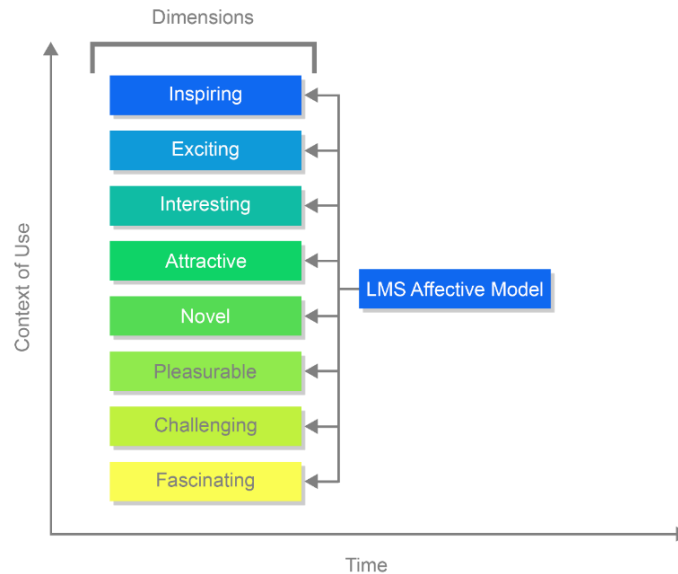 Dimensions
Inspiring
Exciting
Interesting
Attractive
LMS Affective Model
Novel
Pleasurable
Challenging
Fascinating
Context of Use
Time